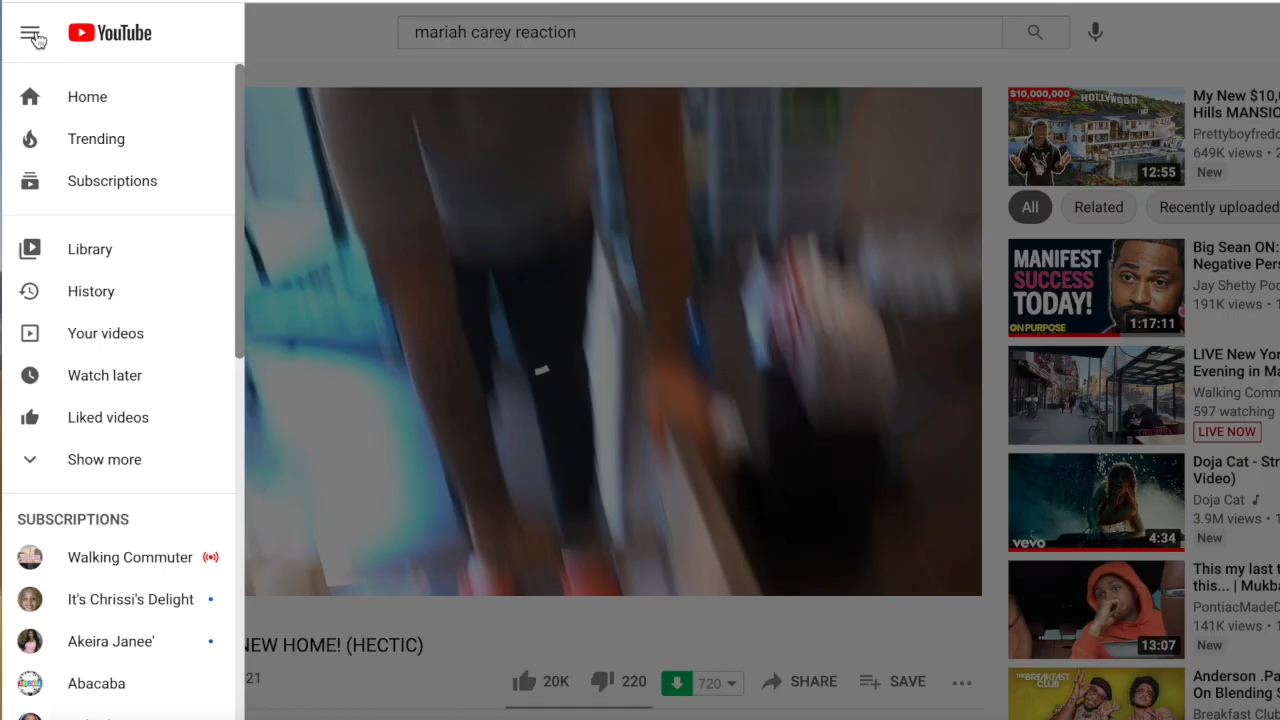 YouTube
mariah carey reaction
Home
Trending
Subscriptions
Library
History
Your videos
Watch later
Liked videos
Show more
SUBSCRIPTIONS
Walking Commuter
It's Chrissi's Delight
Akeira Janee'
Abacaba
NEW HOME! (HECTIC)
21
20K
220
720
SHARE
SAVE
$10,000,000
HOLLYWOOD
12:55
My New $10,
Hills MANSIO
Prettyboyfredo
649K views • 2
New
All
Related
Recently uploaded
MANIFEST
SUCCESS
TODAY!
ON PURPOSE
1:17:11
Big Sean ON:
Negative Pers
Jay Shetty Pod
191K views •
LIVE New Yor
Evening in Ma
Walking Comm
597 watching
LIVE NOW
vevo
4:34
Doja Cat - Str
Video)
Doja Cat
3.9M views •
New
13:07
This my last t
this... | Mukb
PontiacMadeD
141K views •
New
THE BREAKFAST
CLUB
Anderson .Pa
On Blending S
Breakfast Club